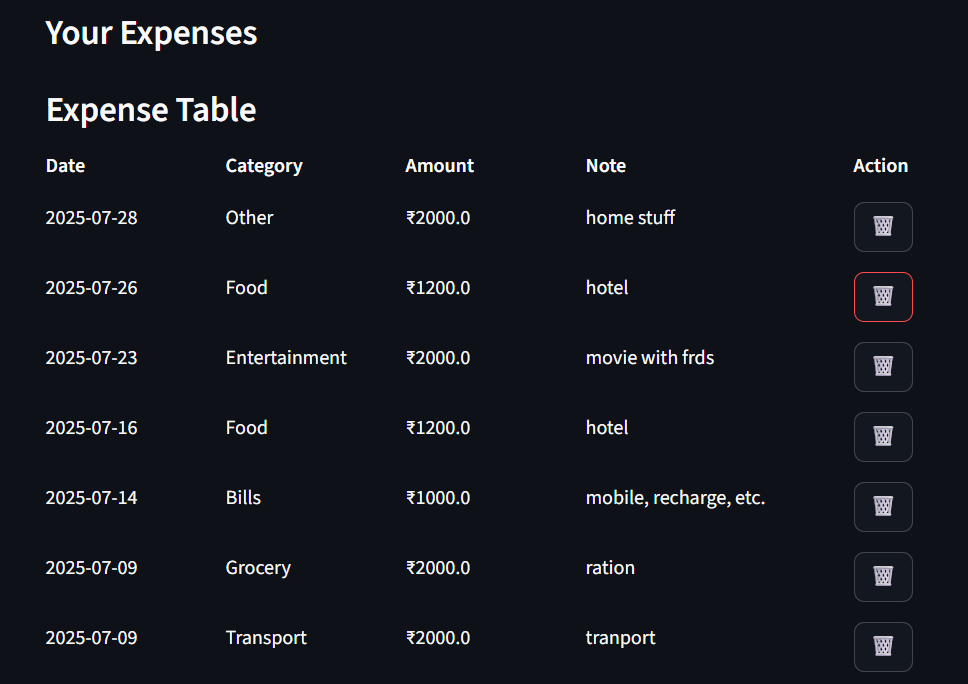 Your Expenses
Expense Table
Date Category Amount Note Action
2025-07-28 Other ₹2000.0 home stuff
2025-07-26 Food ₹1200.0 hotel
2025-07-23 Entertainment ₹2000.0 movie with frds
2025-07-16 Food ₹1200.0 hotel
2025-07-14 Bills ₹1000.0 mobile, recharge, etc.
2025-07-09 Grocery ₹2000.0 ration
2025-07-09 Transport ₹2000.0 tranport